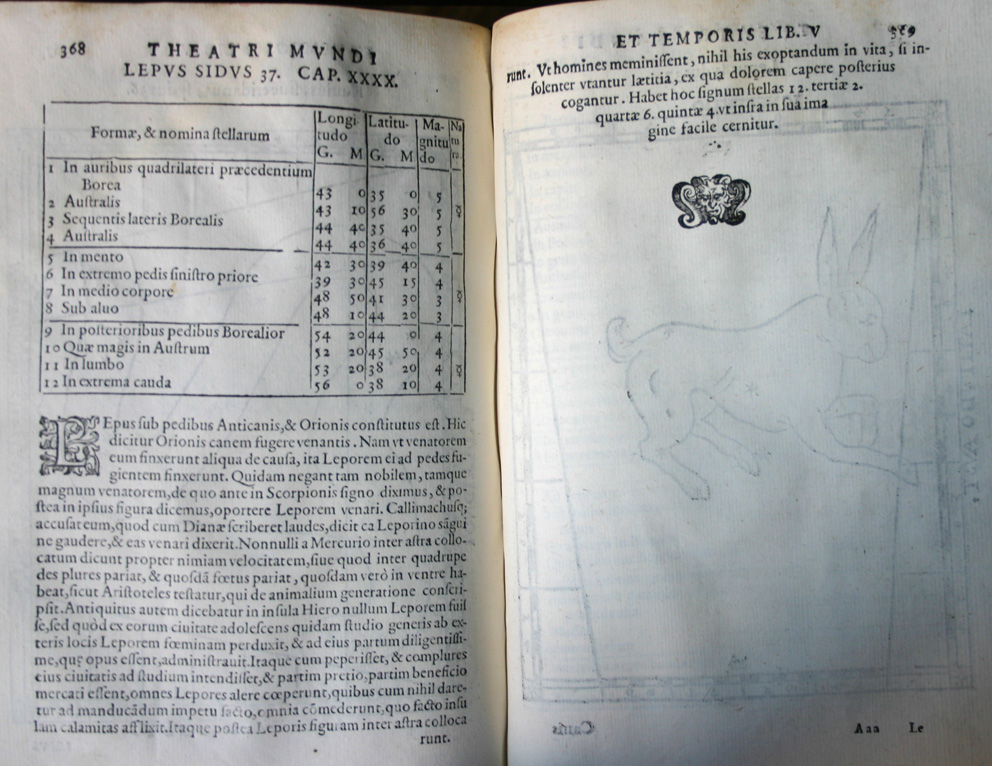 368
THEATRI MVNDI
LEPVS SIDVS 37. CAP. XXXX.
Formæ, & nominа ſtellarum | Longitudo G. M | Latitudo G. M | Magnitudo | Natu rę.
1 In auribus quadrilateri præcedentium
Borea 43 0 35 0 5
2 Auſtralis 43 10 56 30 5 ☿
3 Sequentis lateris Borealis 44 40 35 40 5
4 Auſtralis 44 40 36 40 5
5 In mento 42 30 39 40 4
6 In extremo pedis ſiniſtro priore 39 30 45 15 4
7 In medio corpore 48 50 41 30 3 ☿
8 Sub aluo 48 10 44 20 3
9 In poſterioribus pedibus Borealior 54 20 44 0 4
10 Quæ magis in Auſtrum 52 20 45 50 4
11 In lumbo 53 20 38 20 4 ☿
12 In extrema cauda 56 0 38 10 4
LEpus ſub pedibus Anticanis,& Orionis conſtitutus eſt. Hic
dicitur Orionis canem fugere venantis. Nam vt venatorem
eum finxerunt aliqua de cauſa, ita Leporem ei ad pedes fu-
gientem finxerunt. Quidam negant tam nobilem, tamque
magnum venatorem,de quo ante in Scorpionis ſigno diximus, & po-
ſtea in ipſius figura dicemus,oportere Leporem venari. Callimachuſq;
accuſat eum,quod cum Dianæ ſcriberet laudes,dicit ea Leporino sãgui
ne gaudere,& eas venari dixerit.Nonnulli a Mercurio inter aſtra collo-
catum dicunt propter nimiam velocitatem,ſiue quod inter quadrupe
des plures pariat, & quoſdã fœtus pariat, quoſdam verò in ventre ha-
beat,ſicut Ariſtoteles teſtatur,qui de animalium generatione conſcri-
pſit.Antiquitus autem dicebatur in inſula Hiero nullum Leporem fuiſ
ſe,ſed quòd ex eorum ciuitate adoleſcens quidam ſtudio generis ab ex-
teris locis Leporem fœminam perduxit, & ad eius partum diligentiſſi-
me,quę opus eſſent,adminiſtrauit.Itaque cum peperiſſet, & complures
eius ciuitatis ad ſtudium intendiſſet,& partim pretio,partim beneficio
mercati eſſent,omnes Lepores alere cœperunt,quibus cum nihil dare-
tur ad manducãdum impetu facto,omnia cõmederunt,quo facto inſu
lam calamitas afflixit.Itaque poſtea Leporis figuram inter aſtra colloca
runt.
ET TEMPORIS LIB. V
369
runt. Vt homines meminiſſent, nihil his exoptandum in vita, ſi in-
ſolenter vtantur lætitia, ex qua dolorem capere poſterius
cogantur. Habet hoc ſignum ſtellas 12. tertiæ 2.
quartæ 6. quintæ 4.vt infra in ſua ima
gine facile cernitur.
Aaa Le